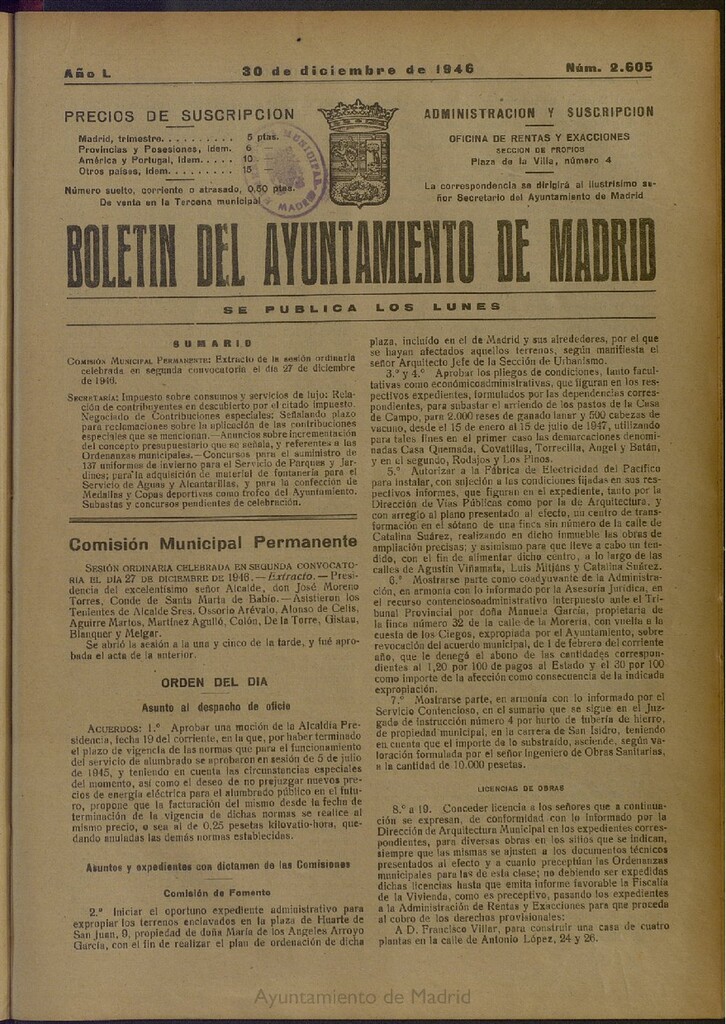 Año L
30 de diciembre de 1946
Núm. 2.605
PRECIOS DE SUSCRIPCION
Madrid, trimestre. . . . . . . . . . 5 ptas.
Provincias y Posesiones, idem. 6 —
América y Portugal, idem. . . . . 10 —
Otros países, idem. . . . . . . . . 15
Número suelto, corriente o atrasado, 0,50 ptas.
De venta en la Tercena municipal
ADMINISTRACION Y SUSCRIPCION
OFICINA DE RENTAS Y EXACCIONES
SECCION DE PROPIOS
Plaza de la Villa, número 4
La correspondencia se dirigirá al ilustrísimo se-
ñor Secretario del Ayuntamiento de Madrid
BOLETIN DEL AYUNTAMIENTO DE MADRID
SE PUBLICA LOS LUNES
SUMARIO
COMISIÓN MUNICIPAL PERMANENTE: Extracto de la sesión ordinaria
celebrada en segunda convocatoria el día 27 de diciembre
de 1946.
SECRETARÍA: Impuesto sobre consumos y servicios de lujo: Rela-
ción de contribuyentes en descubierto por el citado impuesto.
Negociado de Contribuciones especiales: Señalando plazo
para reclamaciones sobre la aplicación de las contribuciones
especiales que se mencionan.—Anuncios sobre incrementación
del concepto presupuestario que se señala, y referentes a las
Ordenanzas municipales.—Concursos para el suministro de
137 uniformes de invierno para el Servicio de Parques y Jar-
dines; para la adquisición de material de fontanería para el
Servicio de Aguas y Alcantarillas, y para la confección de
Medallas y Copas deportivas como trofeo del Ayuntamiento.
Subastas y concursos pendientes de celebración.
Comisión Municipal Permanente
SESIÓN ORDINARIA CELEBRADA EN SEGUNDA CONVOCATO-
RIA EL DÍA 27 DE DICIEMBRE DE 1946.—Extracto.—Presi-
dencia del excelentísimo señor Alcalde, don José Moreno
Torres, Conde de Santa Marta de Babío.—Asistieron los
Tenientes de Alcalde Sres. Ossorio Arévalo, Alonso de Celis,
Aguirre Martos, Martínez Agulló, Colón, De la Torre, Gistau,
Blanquer y Melgar.
Se abrió la sesión a la una y cinco de la tarde, y fué apro-
bada el acta de la anterior.
ORDEN DEL DIA
Asunto al despacho de oficio
ACUERDOS: 1.º Aprobar una moción de la Alcaldía Pre-
sidencia, fecha 19 del corriente, en la que, por haber terminado
el plazo de vigencia de las normas que para el funcionamiento
del servicio de alumbrado se aprobaron en sesión de 5 de julio
de 1945, y teniendo en cuenta las circunstancias especiales
del momento, así como el deseo de no prejuzgar nuevos pre-
cios de energía eléctrica para el alumbrado público en el futu-
ro, propone que la facturación del mismo desde la fecha de
terminación de la vigencia de dichas normas se realice al
mismo precio, o sea al de 0,25 pesetas kilovatio-hora, que-
dando anuladas las demás normas establecidas.
Asuntos y expedientes con dictamen de las Comisiones
Comisión de Fomento
2.º Iniciar el oportuno expediente administrativo para
expropiar los terrenos enclavados en la plaza de Huarte de
San Juan, 9, propiedad de doña María de los Angeles Arroyo
García, con el fin de realizar el plan de ordenación de dicha
plaza, incluído en el de Madrid y sus alrededores, por el que
se hayan afectados aquellos terrenos, según manifiesta el
señor Arquitecto Jefe de la Sección de Urbanismo.
3.º y 4.º Aprobar los pliegos de condiciones, tanto facul-
tativas como económicoadministrativas, que figuran en los res-
pectivos expedientes, formulados por las dependencias corres-
pondientes, para subastar el arriendo de los pastos de la Casa
de Campo, para 2.000 reses de ganado lanar y 500 cabezas de
vacuno, desde el 15 de enero al 15 de julio de 1947, utilizando
para tales fines en el primer caso las demarcaciones denomi-
nadas Casa Quemada, Covatillas, Torrecilla, Angel y Batán,
y en el segundo, Rodajos y Los Pinos.
5.º Autorizar a la Fábrica de Electricidad del Pacífico
para instalar, con sujeción a las condiciones fijadas en sus res-
pectivos informes, que figuran en el expediente, tanto por la
Dirección de Vías Públicas como por la de Arquitectura, y
con arreglo al plano presentado al efecto, un centro de trans-
formación en el sótano de una finca sin número de la calle de
Catalina Suárez, realizando en dicho inmueble las obras de
ampliación precisas; y asimismo para que lleve a cabo un ten-
dido, con el fin de alimentar dicho centro, a lo largo de las
calles de Agustín Viñamata, Luis Mitjáns y Catalina Suárez.
6.º Mostrarse parte como coadyuvante de la Administra-
ción, en armonía con lo informado por la Asesoría Jurídica, en
el recurso contenciosoadministrativo interpuesto ante el Tri-
bunal Provincial por doña Manuela García, propietaria de
la finca número 32 de la calle de la Morería, con vuelta a la
cuesta de los Ciegos, expropiada por el Ayuntamiento, sobre
revocación del acuerdo municipal, de 1 de febrero del corriente
año, que le denegó el abono de las cantidades correspon-
dientes al 1,20 por 100 de pagos al Estado y el 30 por 100
como importe de la afección como consecuencia de la indicada
expropiación.
7.º Mostrarse parte, en armonía con lo informado por el
Servicio Contencioso, en el sumario que se sigue en el Juz-
gado de instrucción número 4 por hurto de tubería de hierro,
de propiedad municipal, en la carrera de San Isidro, teniendo
en cuenta que el importe de lo substraído, asciende, según va-
loración formulada por el señor Ingeniero de Obras Sanitarias,
a la cantidad de 10.000 pesetas.
LICENCIAS DE OBRAS
8.º a 19. Conceder licencia a los señores que a continua-
ción se expresan, de conformidad con lo informado por la
Dirección de Arquitectura Municipal en los expedientes corres-
pondientes, para diversas obras en los sitios que se indican,
siempre que las mismas se ajusten a los documentos técnicos
presentados al efecto y a cuanto preceptúan las Ordenanzas
municipales para las de esta clase; no debiendo ser expedidas
dichas licencias hasta que emita informe favorable la Fiscalía
de la Vivienda, como es preceptivo, pasando los expedientes
a la Administración de Rentas y Exacciones para que proceda
al cobro de los derechos provisionales:
A D. Francisco Villar, para construir una casa de cuatro
plantas en la calle de Antonio López, 24 y 26.
Ayuntamiento de Madrid